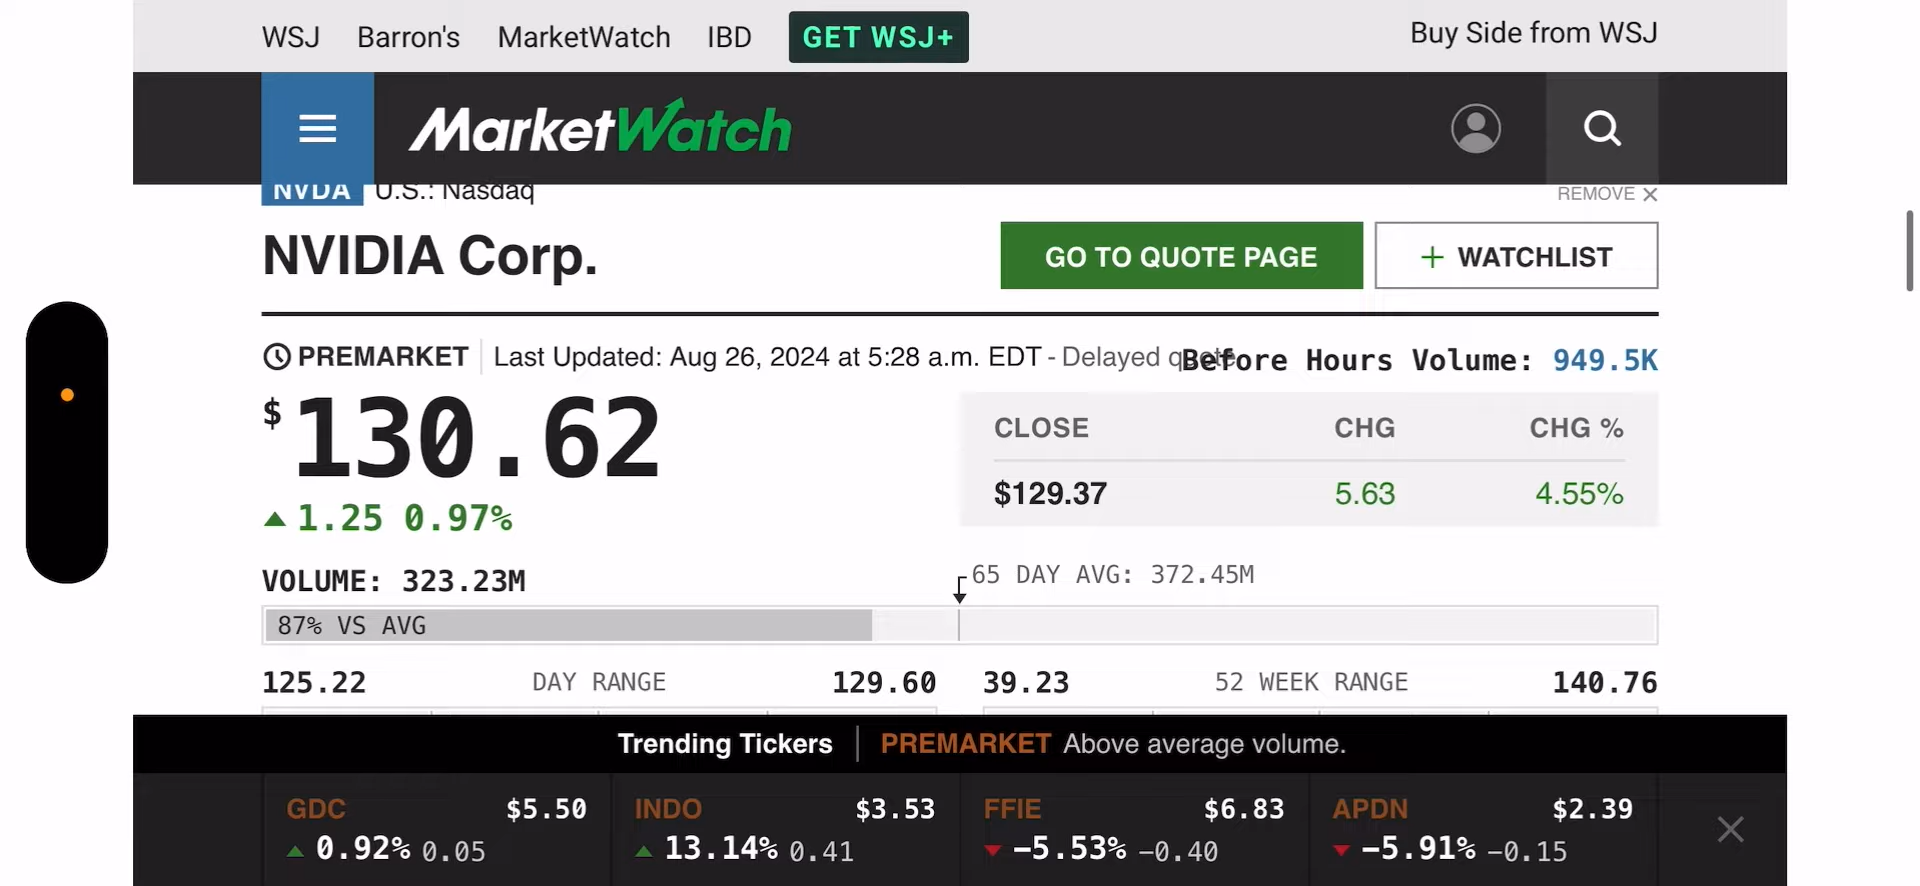 WSJ Barron's MarketWatch IBD GET WSJ+ Buy Side from WSJ
MarketWatch
NVDA U.S.: Nasdaq REMOVE
NVIDIA Corp. GO TO QUOTE PAGE + WATCHLIST
PREMARKET Last Updated: Aug 26, 2024 at 5:28 a.m. EDT - Delayed quote Before Hours Volume: 949.5K
$130.62
CLOSE CHG CHG %
$129.37 5.63 4.55%
1.25 0.97%
VOLUME: 323.23M 65 DAY AVG: 372.45M
87% VS AVG
125.22 DAY RANGE 129.60 39.23 52 WEEK RANGE 140.76
Trending Tickers PREMARKET Above average volume.
GDC $5.50 INDO $3.53 FFIE $6.83 APDN $2.39
0.92% 0.05 13.14% 0.41 −5.53% −0.40 −5.91% −0.15